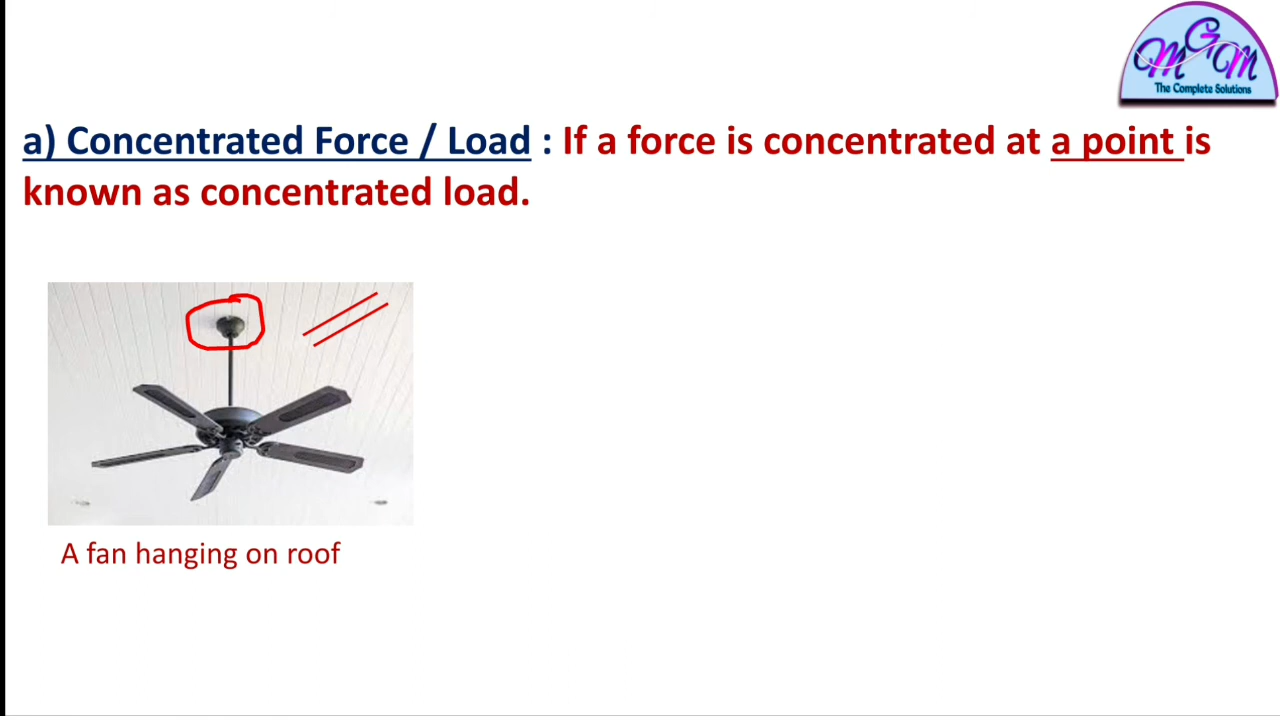 MGM
The Complete Solutions
a) Concentrated Force / Load : If a force is concentrated at a point is
known as concentrated load.
A fan hanging on roof